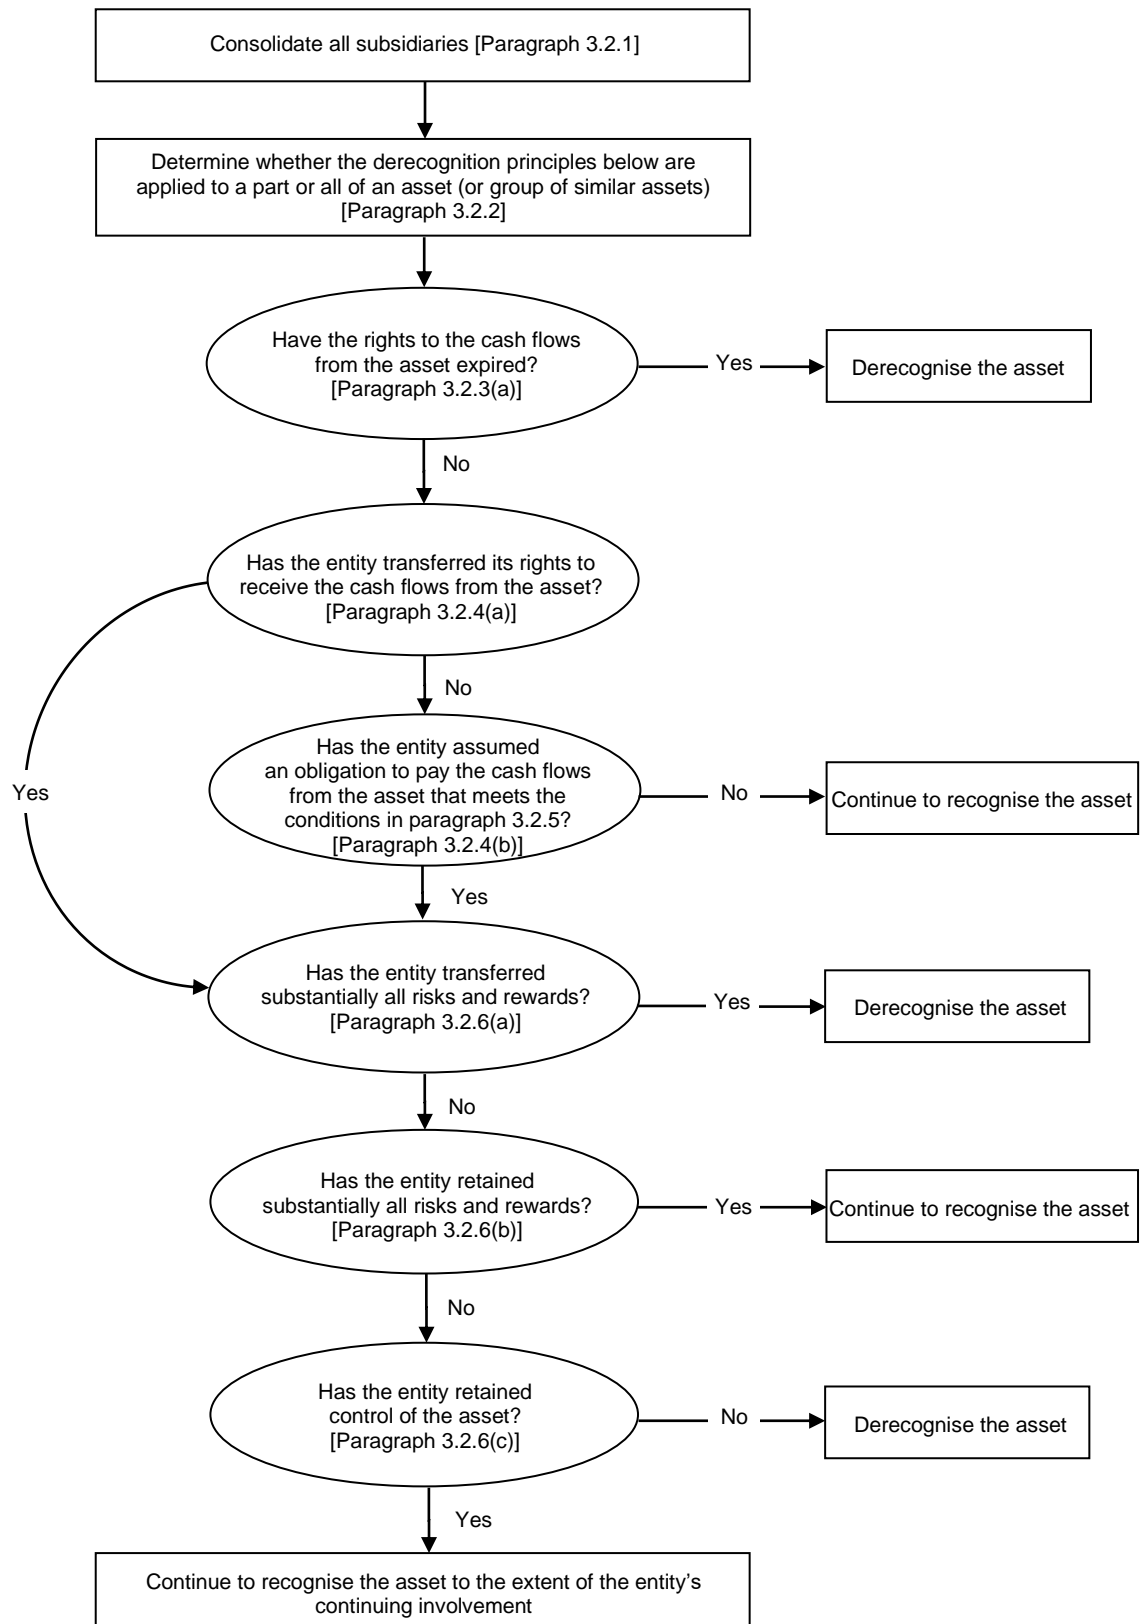 Consolidate all subsidiaries [Paragraph 3.2.1]
Determine whether the derecognition principles below are
applied to a part or all of an asset (or group of similar assets)
[Paragraph 3.2.2]
Have the rights to the cash flows
from the asset expired?
[Paragraph 3.2.3(a)]
Yes
Derecognise the asset
No
Has the entity transferred its rights to
receive the cash flows from the asset?
[Paragraph 3.2.4(a)]
No
Yes
Has the entity assumed
an obligation to pay the cash flows
from the asset that meets the
conditions in paragraph 3.2.5?
[Paragraph 3.2.4(b)]
No
Continue to recognise the asset
Yes
Has the entity transferred
substantially all risks and rewards?
[Paragraph 3.2.6(a)]
Yes
Derecognise the asset
No
Has the entity retained
substantially all risks and rewards?
[Paragraph 3.2.6(b)]
Yes
Continue to recognise the asset
No
Has the entity retained
control of the asset?
[Paragraph 3.2.6(c)]
No
Derecognise the asset
Yes
Continue to recognise the asset to the extent of the entity’s
continuing involvement